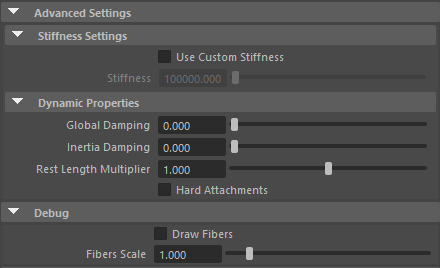 Advanced Settings
Stiffness Settings
Use Custom Stiffness
Stiffness 100000.000
Dynamic Properties
Global Damping 0.000
Inertia Damping 0.000
Rest Length Multiplier 1.000
Hard Attachments
Debug
Draw Fibers
Fibers Scale 1.000